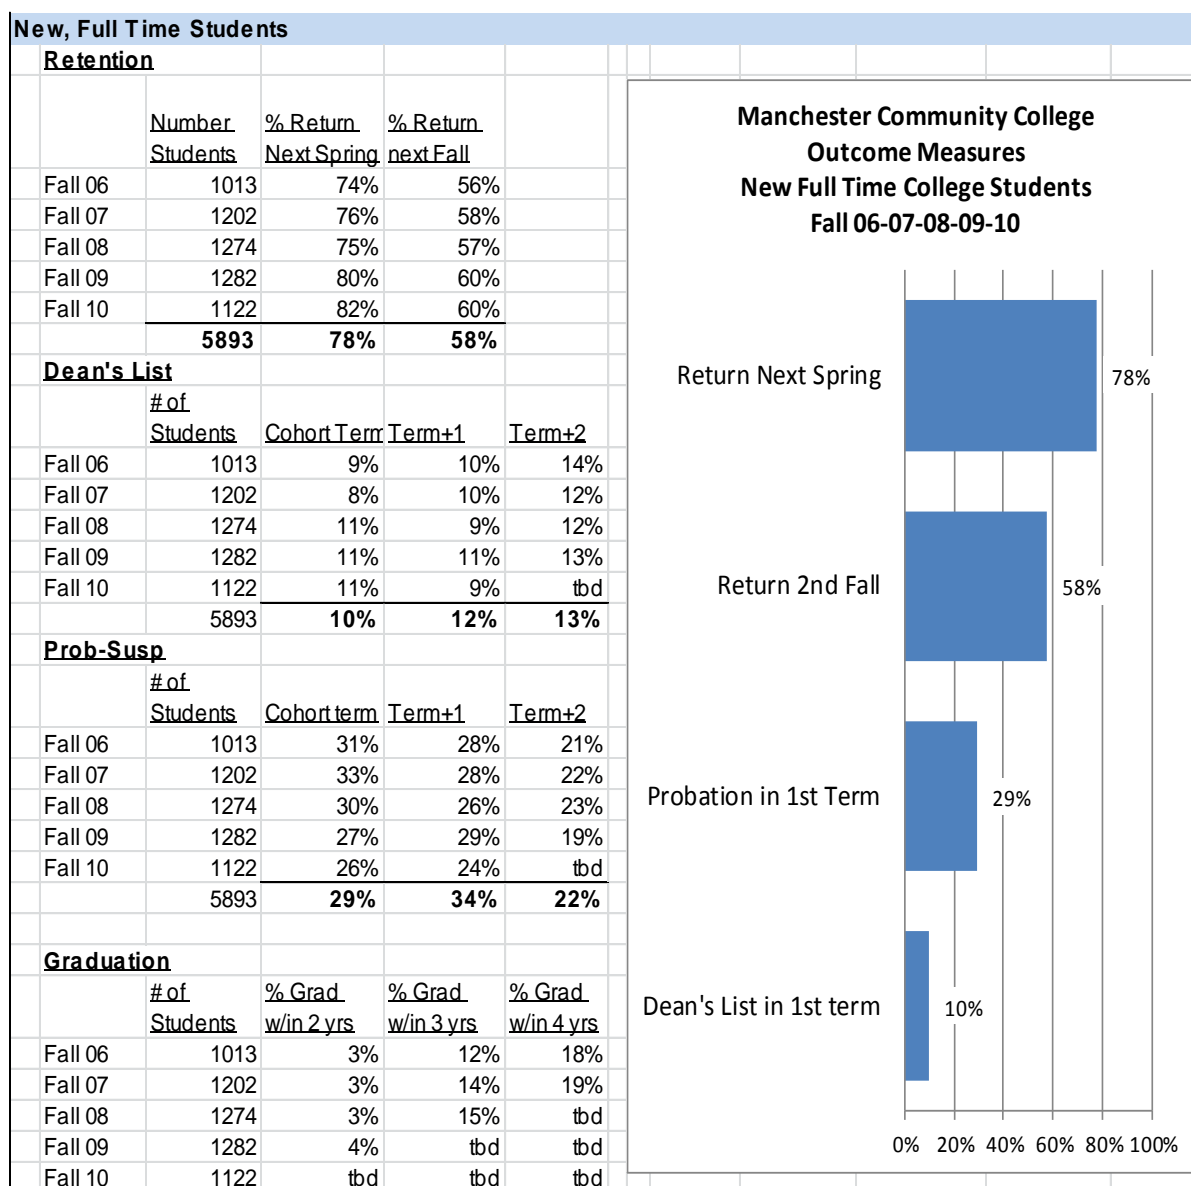 New, Full Time Students
Retention
Number Students % Return Next Spring % Return next Fall
Fall 06 1013 74% 56%
Fall 07 1202 76% 58%
Fall 08 1274 75% 57%
Fall 09 1282 80% 60%
Fall 10 1122 82% 60%
5893 78% 58%
Dean's List
# of Students Cohort Term Term+1 Term+2
Fall 06 1013 9% 10% 14%
Fall 07 1202 8% 10% 12%
Fall 08 1274 11% 9% 12%
Fall 09 1282 11% 11% 13%
Fall 10 1122 11% 9% tbd
5893 10% 12% 13%
Prob-Susp
# of Students Cohort term Term+1 Term+2
Fall 06 1013 31% 28% 21%
Fall 07 1202 33% 28% 22%
Fall 08 1274 30% 26% 23%
Fall 09 1282 27% 29% 19%
Fall 10 1122 26% 24% tbd
5893 29% 34% 22%
Graduation
# of Students % Grad w/in 2 yrs % Grad w/in 3 yrs % Grad w/in 4 yrs
Fall 06 1013 3% 12% 18%
Fall 07 1202 3% 14% 19%
Fall 08 1274 3% 15% tbd
Fall 09 1282 4% tbd tbd
Fall 10 1122 tbd tbd tbd
Manchester Community College
Outcome Measures
New Full Time College Students
Fall 06-07-08-09-10
Return Next Spring 78%
Return 2nd Fall 58%
Probation in 1st Term 29%
Dean's List in 1st term 10%
0% 20% 40% 60% 80% 100%